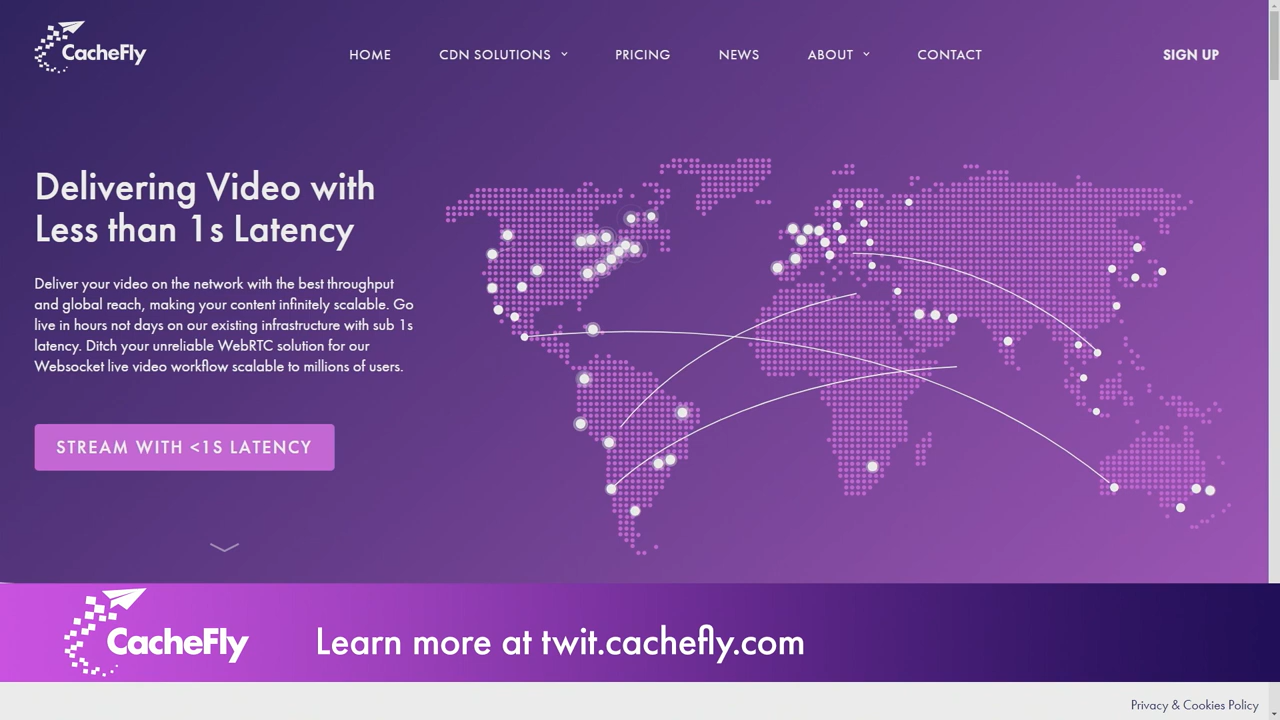 CacheFly
HOME
CDN SOLUTIONS
PRICING
NEWS
ABOUT
CONTACT
SIGN UP
Delivering Video with
Less than 1s Latency
Deliver your video on the network with the best throughput
and global reach, making your content infinitely scalable. Go
live in hours not days on our existing infrastructure with sub 1s
latency. Ditch your unreliable WebRTC solution for our
Websocket live video workflow scalable to millions of users.
STREAM WITH <1S LATENCY
CacheFly
Learn more at twit.cachefly.com
Privacy & Cookies Policy